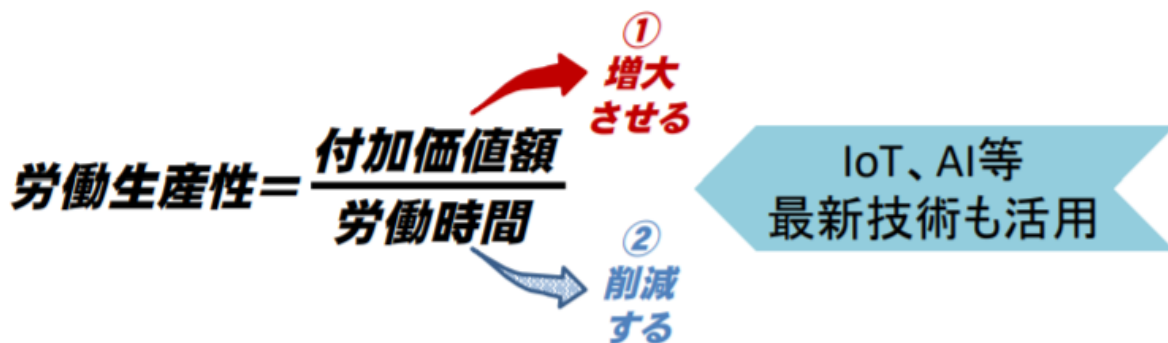 ①
増大
させる
労働生産性＝
付加価値額
労働時間
②
削減
する
IoT、AI等
最新技術も活用